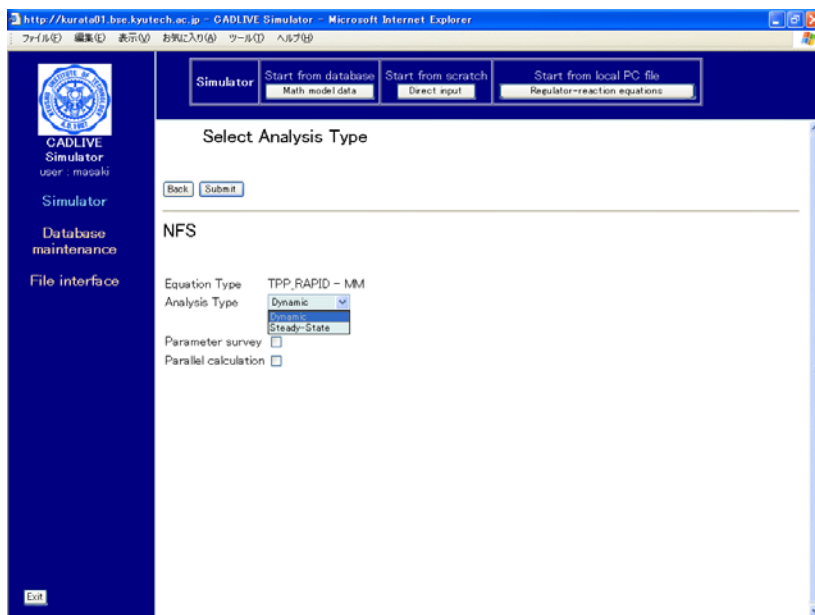 http://kurata01.bse.kyutech.ac.jp - CADLIVE Simulator - Microsoft Internet Explorer
ファイル(F) 編集(E) 表示(V) お気に入り(A) ツール(T) ヘルプ(H)
Simulator
Start from database
Math model data
Start from scratch
Direct input
Start from local PC file
Regulator-reaction equations
CADLIVE
Simulator
user : masaki
Simulator
Database
maintenance
File interface
Exit
Select Analysis Type
Back Submit
NFS
Equation Type TPP_RAPID - MM
Analysis Type Dynamic
Dynamic
Steady-State
Parameter survey
Parallel calculation